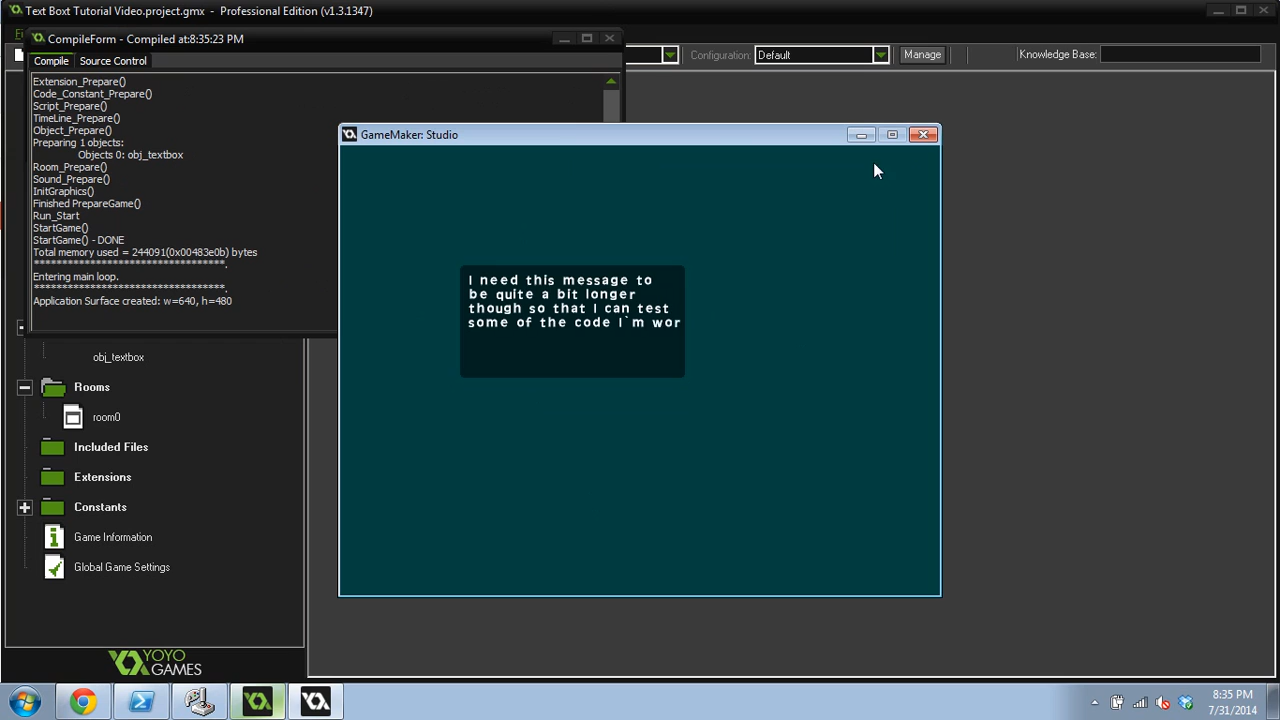 Text Boxt Tutorial Video.project.gmx - Professional Edition (v1.3.1347)
CompileForm - Compiled at:8:35:23 PM
Compile Source Control
Configuration: Default Manage Knowledge Base:
Extension_Prepare()
Code_Constant_Prepare()
Script_Prepare()
TimeLine_Prepare()
Object_Prepare()
Preparing 1 objects:
Objects 0: obj_textbox
Room_Prepare()
Sound_Prepare()
InitGraphics()
Finished PrepareGame()
Run_Start
StartGame()
StartGame() - DONE
Total memory used = 244091(0x00483e0b) bytes
Entering main loop.
Application Surface created: w=640, h=480
GameMaker: Studio
I need this message to
be quite a bit longer
though so that I can test
some of the code I`m wor
obj_textbox
Rooms
room0
Included Files
Extensions
Constants
Game Information
Global Game Settings
YOYO
GAMES
8:35 PM
7/31/2014